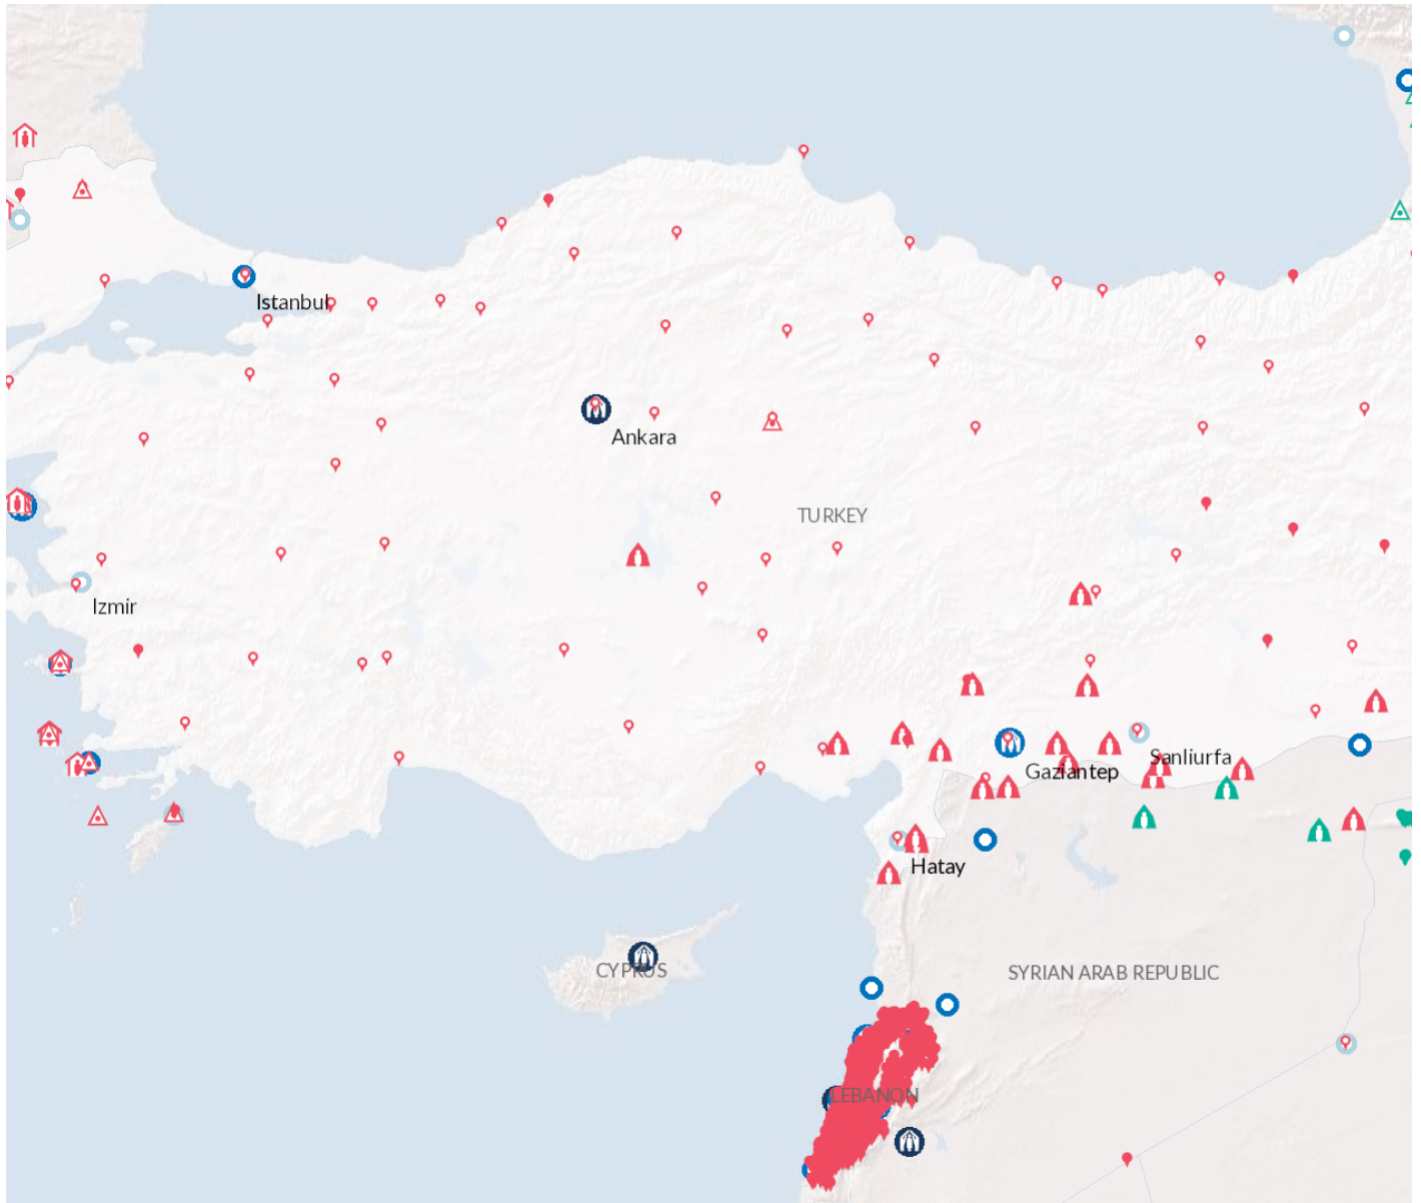 Istanbul
Ankara
TURKEY
Izmir
Sanliurfa
Gaziantep
Hatay
CYPRUS
SYRIAN ARAB REPUBLIC
LEBANON